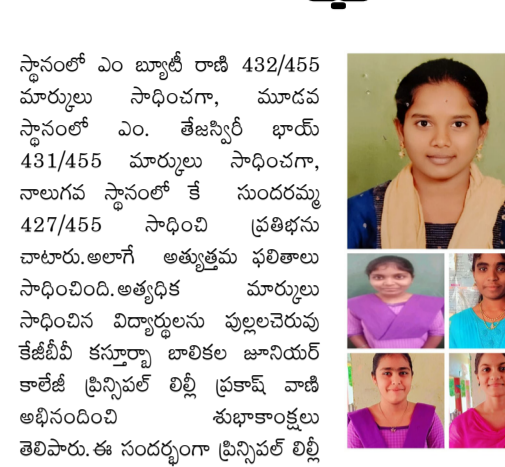 స్థానంలో ఎం బ్యూటీ రాణి 432/455
మార్కులు సాధించగా, మూడవ
స్థానంలో ఎం. తేజస్విరీ భాయ్
431/455 మార్కులు సాధించగా,
నాలుగవ స్థానంలో కే సుందరమ్మ
427/455 సాధించి ప్రతిభను
చాటారు.అలాగే అత్యుత్తమ ఫలితాలు
సాధించింది.అత్యధిక మార్కులు
సాధించిన విద్యార్థులను పుల్లలచెరువు
కేజీబీవీ కస్తూర్బా బాలికల జూనియర్
కాలేజీ ప్రిన్సిపల్ లిల్లీ ప్రకాష్ వాణి
అభినందించి శుభాకాంక్షలు
తెలిపారు.ఈ సందర్భంగా ప్రిన్సిపల్ లిల్లీ